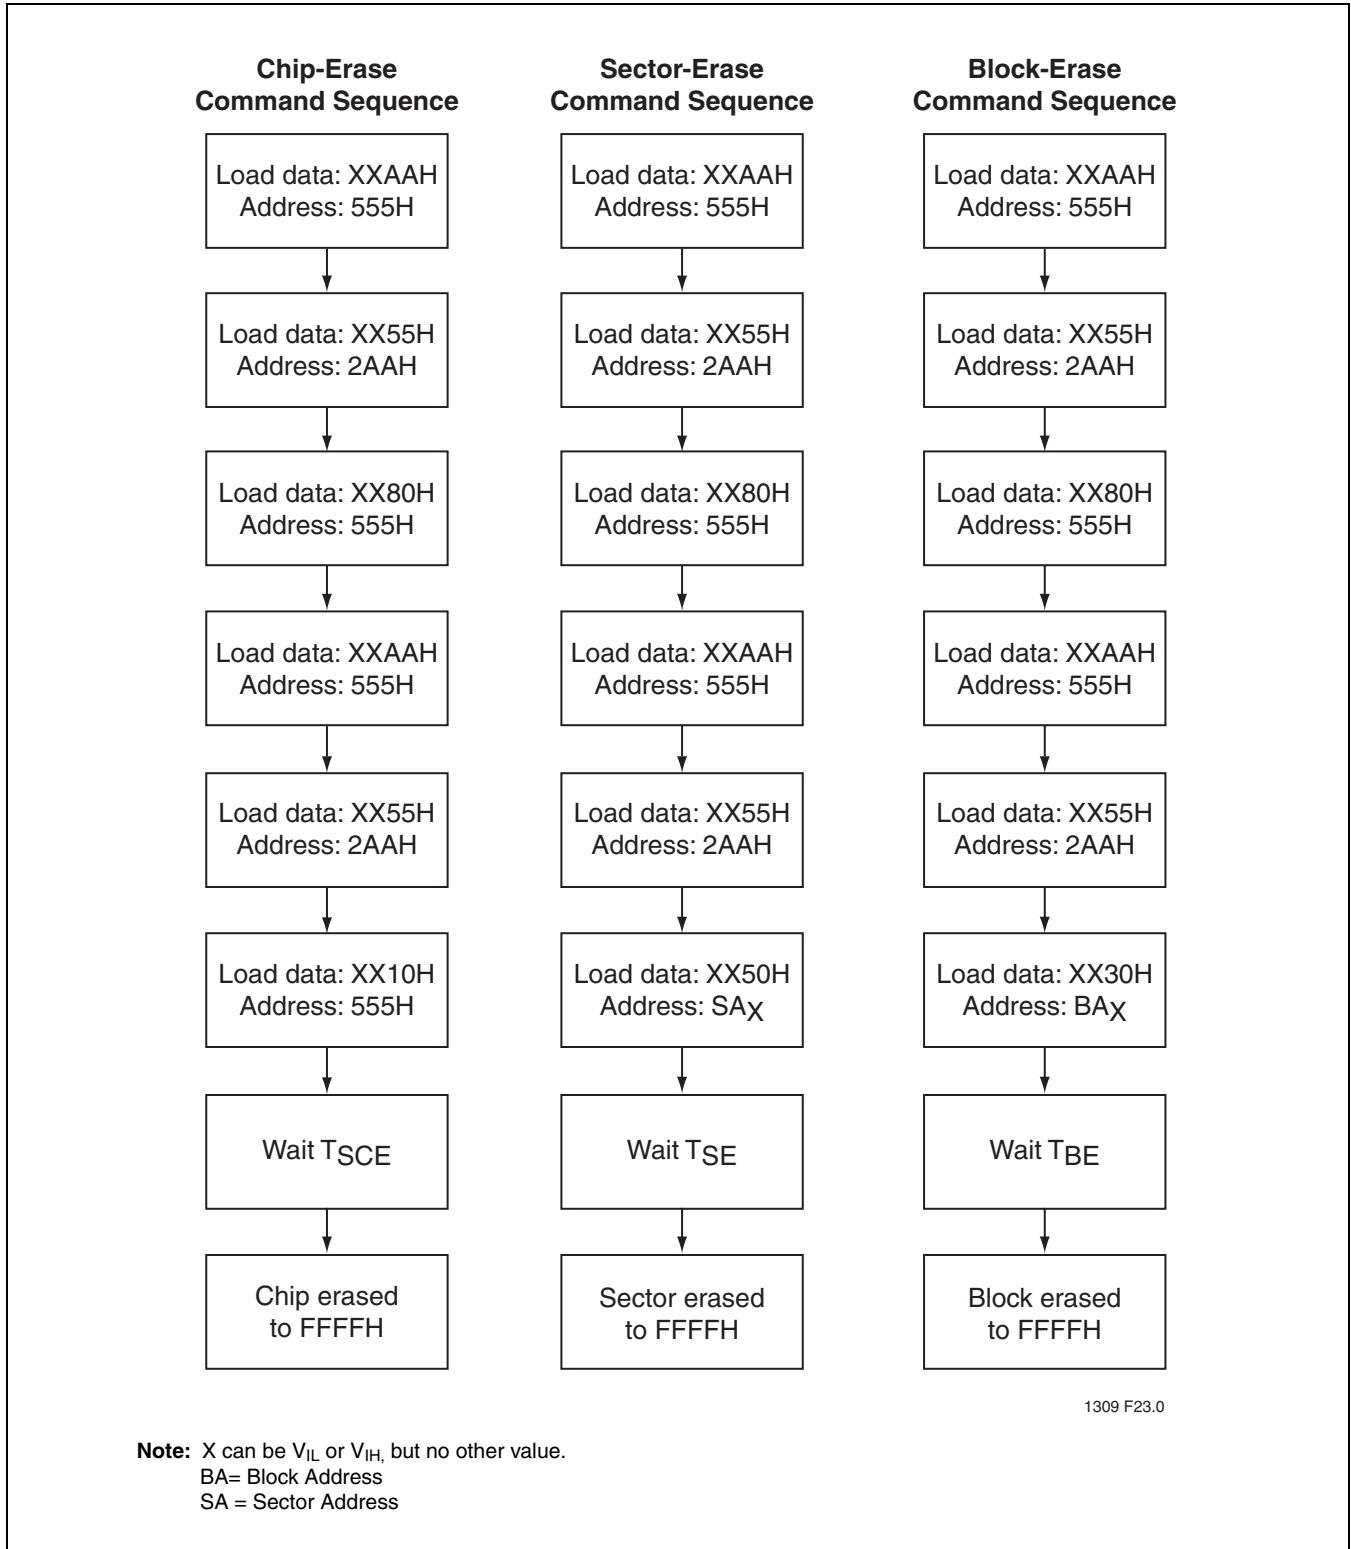 Chip-Erase
Command Sequence
Load data: XXAAH
Address: 555H
Load data: XX55H
Address: 2AAH
Load data: XX80H
Address: 555H
Load data: XXAAH
Address: 555H
Load data: XX55H
Address: 2AAH
Load data: XX10H
Address: 555H
Wait TSCE
Chip erased
to FFFFH
Sector-Erase
Command Sequence
Load data: XXAAH
Address: 555H
Load data: XX55H
Address: 2AAH
Load data: XX80H
Address: 555H
Load data: XXAAH
Address: 555H
Load data: XX55H
Address: 2AAH
Load data: XX50H
Address: SAX
Wait TSE
Sector erased
to FFFFH
Block-Erase
Command Sequence
Load data: XXAAH
Address: 555H
Load data: XX55H
Address: 2AAH
Load data: XX80H
Address: 555H
Load data: XXAAH
Address: 555H
Load data: XX55H
Address: 2AAH
Load data: XX30H
Address: BAX
Wait TBE
Block erased
to FFFFH
1309 F23.0
Note: X can be VIL or VIH, but no other value.
BA= Block Address
SA = Sector Address